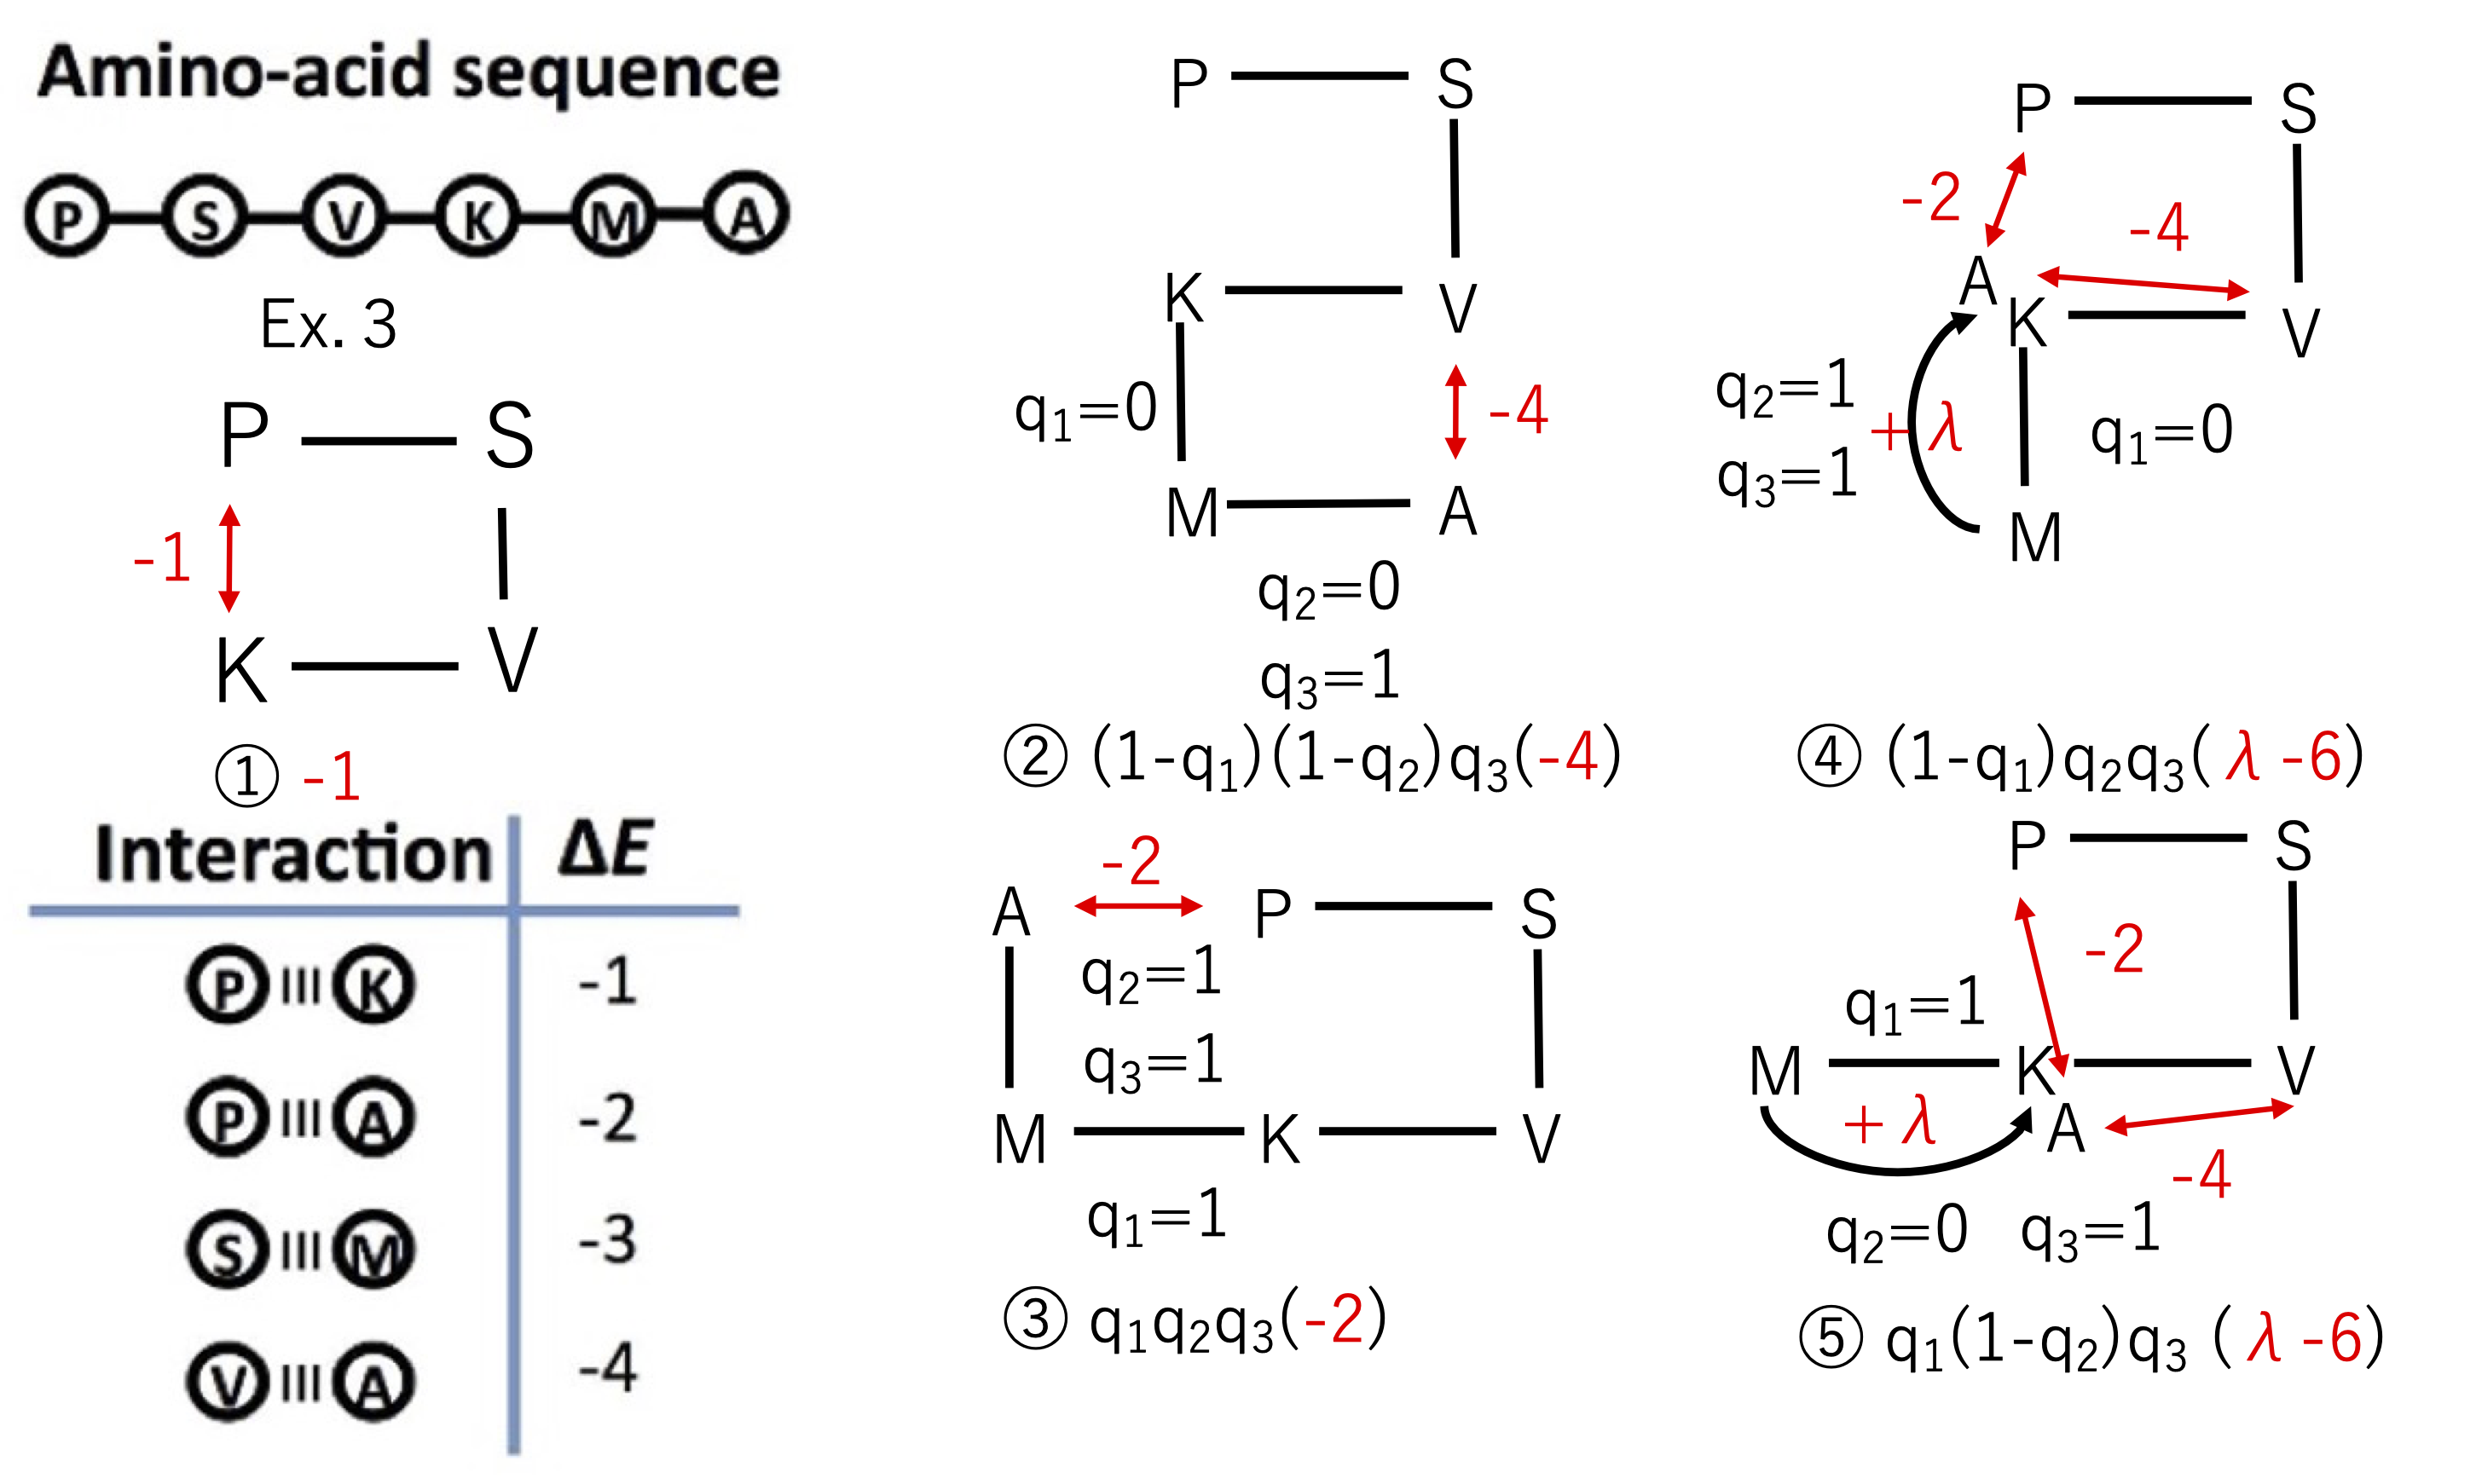 Amino-acid sequence
P S V K M A
Ex. 3
P S
-1
K V
① -1
Interaction ΔE
P K -1
P A -2
S M -3
V A -4
P S
K V
q₁=0 -4
M A
q₂=0
q₃=1
② (1-q₁)(1-q₂)q₃(-4)
-2
A P S
q₂=1
q₃=1
M K V
q₁=1
③ q₁q₂q₃(-2)
P S
-2
-4
A
K V
q₂=1
+λ q₁=0
q₃=1
M
④ (1-q₁)q₂q₃(λ-6)
P S
-2
q₁=1
M K V
+λ A
-4
q₂=0 q₃=1
⑤ q₁(1-q₂)q₃ (λ-6)